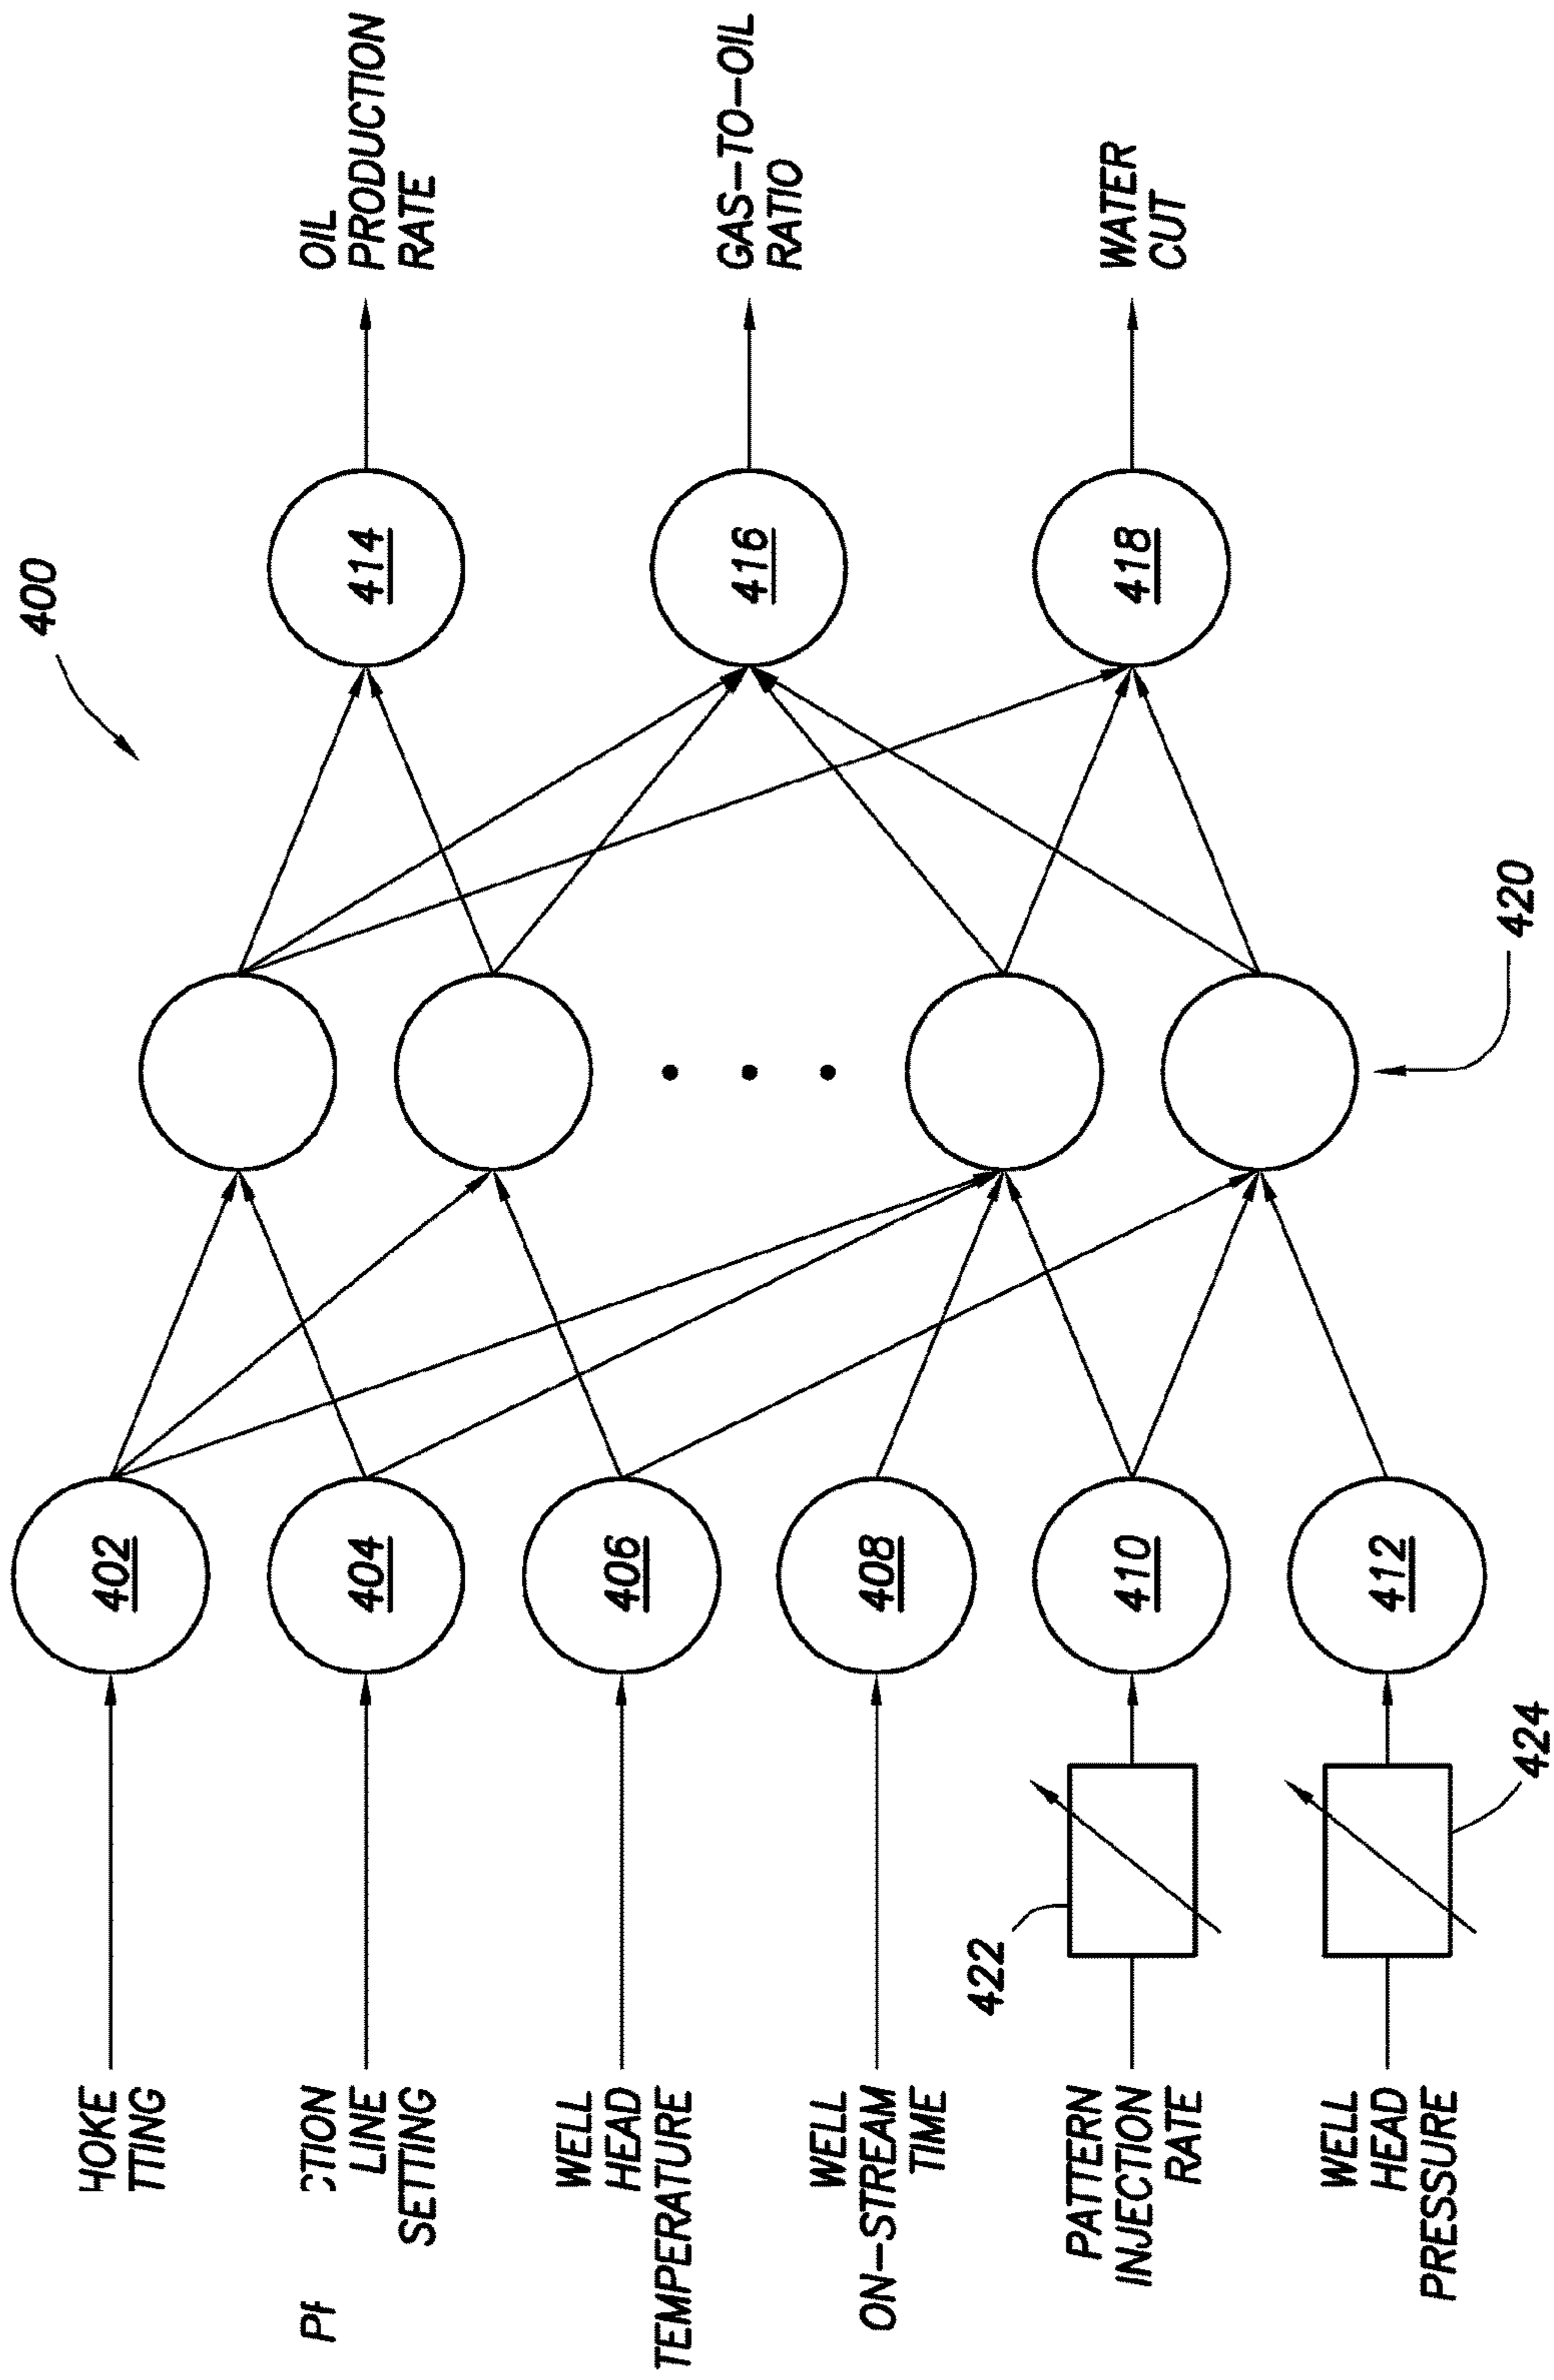 400
HOKE
TTING
402
PR CTION
LINE
SETTING
404
WELL
HEAD
TEMPERATURE
406
WELL
ON-STREAM
TIME
408
PATTERN
INJECTION
RATE
422
410
WELL
HEAD
PRESSURE
424
412
420
414
OIL
PRODUCTION
RATE
416
GAS-TO-OIL
RATIO
418
WATER
CUT